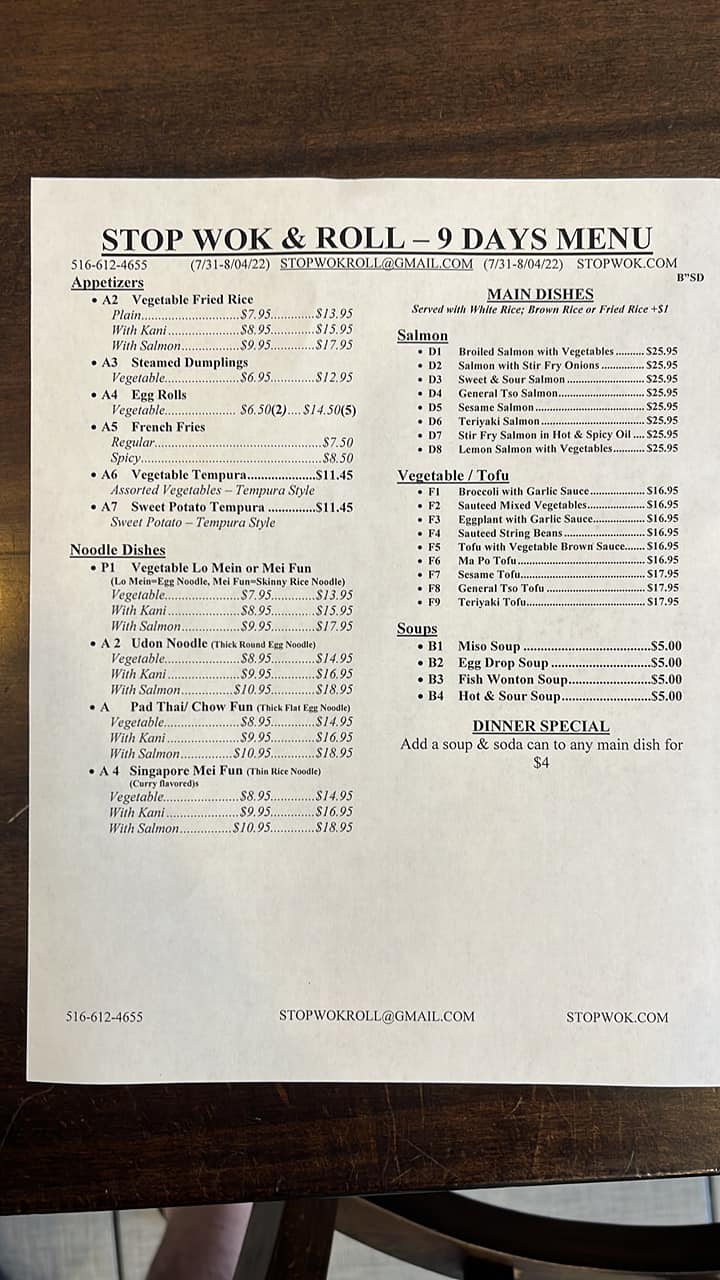 STOP WOK & ROLL – 9 DAYS MENU
516-612-4655 (7/31-8/04/22) STOPWOKROLL@GMAIL.COM (7/31-8/04/22) STOPWOK.COM
B"SD
Appetizers
• A2 Vegetable Fried Rice
Plain.....................$7.95............$13.95
With Kani................$8.95............$15.95
With Salmon.............$9.95............$17.95
• A3 Steamed Dumplings
Vegetable..................$6.95............$12.95
• A4 Egg Rolls
Vegetable.................. $6.50(2).... $14.50(5)
• A5 French Fries
Regular.......................................$7.50
Spicy..........................................$8.50
• A6 Vegetable Tempura.................$11.45
Assorted Vegetables – Tempura Style
• A7 Sweet Potato Tempura ............$11.45
Sweet Potato – Tempura Style
Noodle Dishes
• P1 Vegetable Lo Mein or Mei Fun
(Lo Mein=Egg Noodle, Mei Fun=Skinny Rice Noodle)
Vegetable..................$7.95............$13.95
With Kani..................$8.95............$15.95
With Salmon..............$9.95............$17.95
• A 2 Udon Noodle (Thick Round Egg Noodle)
Vegetable..................$8.95............$14.95
With Kani..................$9.95............$16.95
With Salmon.............$10.95............$18.95
• A Pad Thai/ Chow Fun (Thick Flat Egg Noodle)
Vegetable..................$8.95............$14.95
With Kani..................$9.95............$16.95
With Salmon.............$10.95............$18.95
• A 4 Singapore Mei Fun (Thin Rice Noodle)
(Curry flavored)s
Vegetable..................$8.95............$14.95
With Kani..................$9.95............$16.95
With Salmon.............$10.95............$18.95
MAIN DISHES
Served with White Rice; Brown Rice or Fried Rice +$1
Salmon
• D1 Broiled Salmon with Vegetables.......... $25.95
• D2 Salmon with Stir Fry Onions............... $25.95
• D3 Sweet & Sour Salmon........................ $25.95
• D4 General Tso Salmon.......................... $25.95
• D5 Sesame Salmon................................. $25.95
• D6 Teriyaki Salmon................................ $25.95
• D7 Stir Fry Salmon in Hot & Spicy Oil.... $25.95
• D8 Lemon Salmon with Vegetables........... $25.95
Vegetable / Tofu
• F1 Broccoli with Garlic Sauce................... $16.95
• F2 Sauteed Mixed Vegetables.................... $16.95
• F3 Eggplant with Garlic Sauce.................. $16.95
• F4 Sauteed String Beans........................... $16.95
• F5 Tofu with Vegetable Brown Sauce....... $16.95
• F6 Ma Po Tofu........................................ $16.95
• F7 Sesame Tofu....................................... $17.95
• F8 General Tso Tofu................................ $17.95
• F9 Teriyaki Tofu...................................... $17.95
Soups
• B1 Miso Soup ..............................$5.00
• B2 Egg Drop Soup ........................$5.00
• B3 Fish Wonton Soup....................$5.00
• B4 Hot & Sour Soup......................$5.00
DINNER SPECIAL
Add a soup & soda can to any main dish for
$4
516-612-4655 STOPWOKROLL@GMAIL.COM STOPWOK.COM